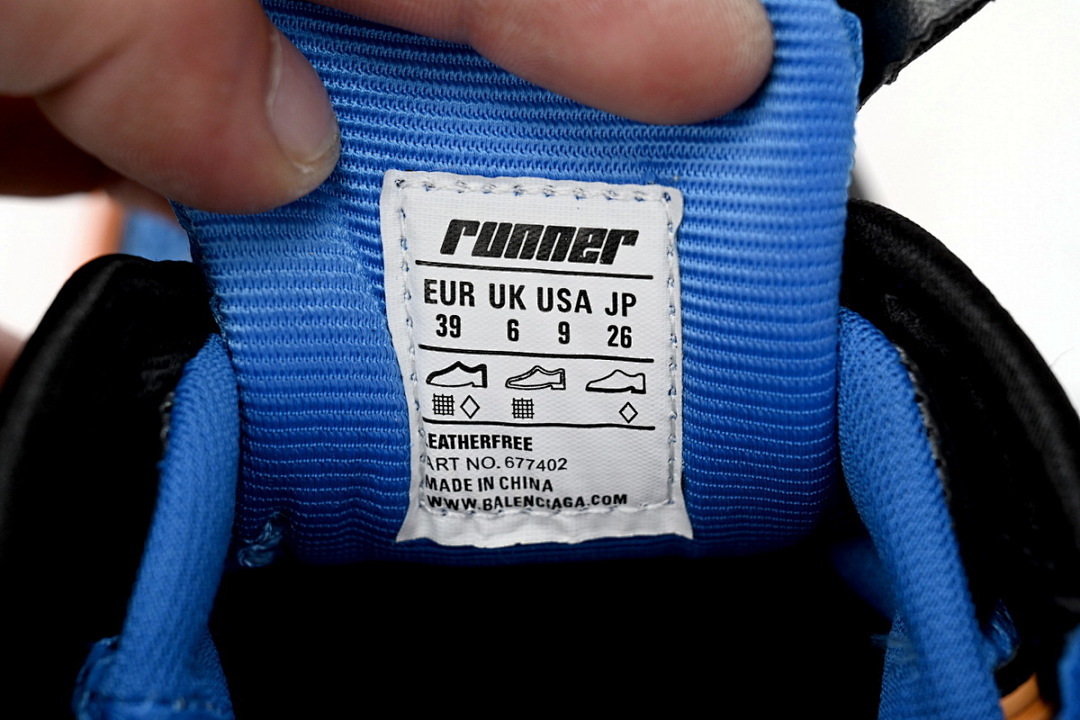 runner
EUR UK USA JP
39 6 9 26
EATHERFREE
ART NO. 677402
MADE IN CHINA
WWW.BALENCIAGA.COM